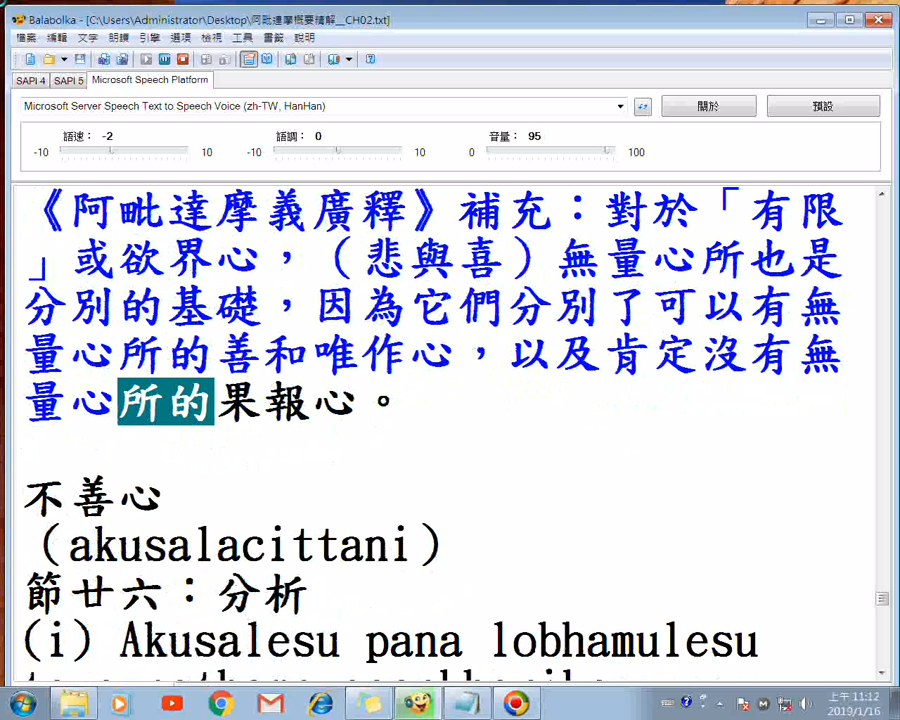 Balabolka - [C:\Users\Administrator\Desktop\阿毗達摩概要精解__CH02.txt]
檔案 編輯 文字 朗讀 引擎 選項 檢視 工具 書籤 說明
SAPI 4 SAPI 5 Microsoft Speech Platform
Microsoft Server Speech Text to Speech Voice (zh-TW, HanHan) 關於 預設
語速： -2 語調： 0 音量： 95
-10 10 -10 10 0 100
《阿毗達摩義廣釋》補充：對於「有限
」或欲界心，（悲與喜）無量心所也是
分別的基礎，因為它們分別了可以有無
量心所的善和唯作心，以及肯定沒有無
量心所的果報心。
不善心
（akusalacittani）
節廿六：分析
(i) Akusalesu pana lobhamulesu
上午 11:12
2019/1/16